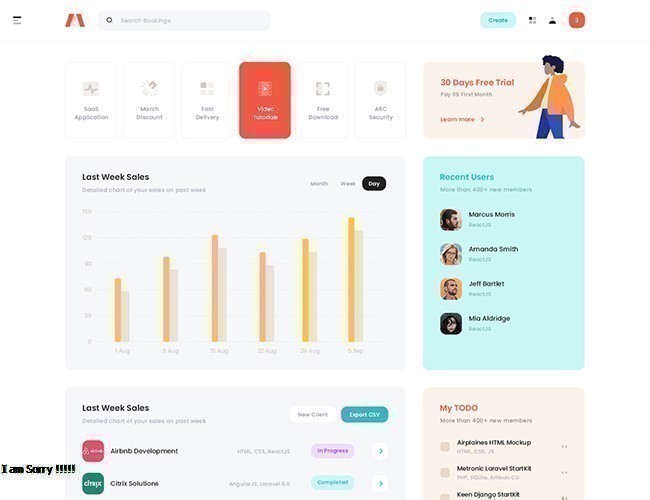 Search Bookings
Create
3
SaaS
Application
March
Discount
Fast
Delivery
Video
Tutorials
Free
Download
ARC
Security
30 Days Free Trial
Pay 0$ First Month
Learn more
Last Week Sales
Detailed chart of your sales on past week
Month Week Day
150
120
90
60
30
0
1 Aug 8 Aug 15 Aug 22 Aug 29 Aug 5 Sep
Recent Users
More than 400+ new members
Marcus Morris
ReactJS
Amanda Smith
ReactJS
Jeff Bartlet
ReactJS
Mia Aldridge
ReactJS
Last Week Sales
Detailed chart of your sales on past week
New Client Export CSV
airbnb Airbnb Development HTML, CSS, ReactJS In Progress
citrix Citrix Solutions AngularJS, Laravel 6.0 Completed
I am Sorry !!!!!
My TODO
More than 400+ new members
Airplaines HTML Mockup
HTML, CSS, JS
Metronic Laravel StartKit
PHP, SQLite, Artisan CMD
Keen Django StartKit